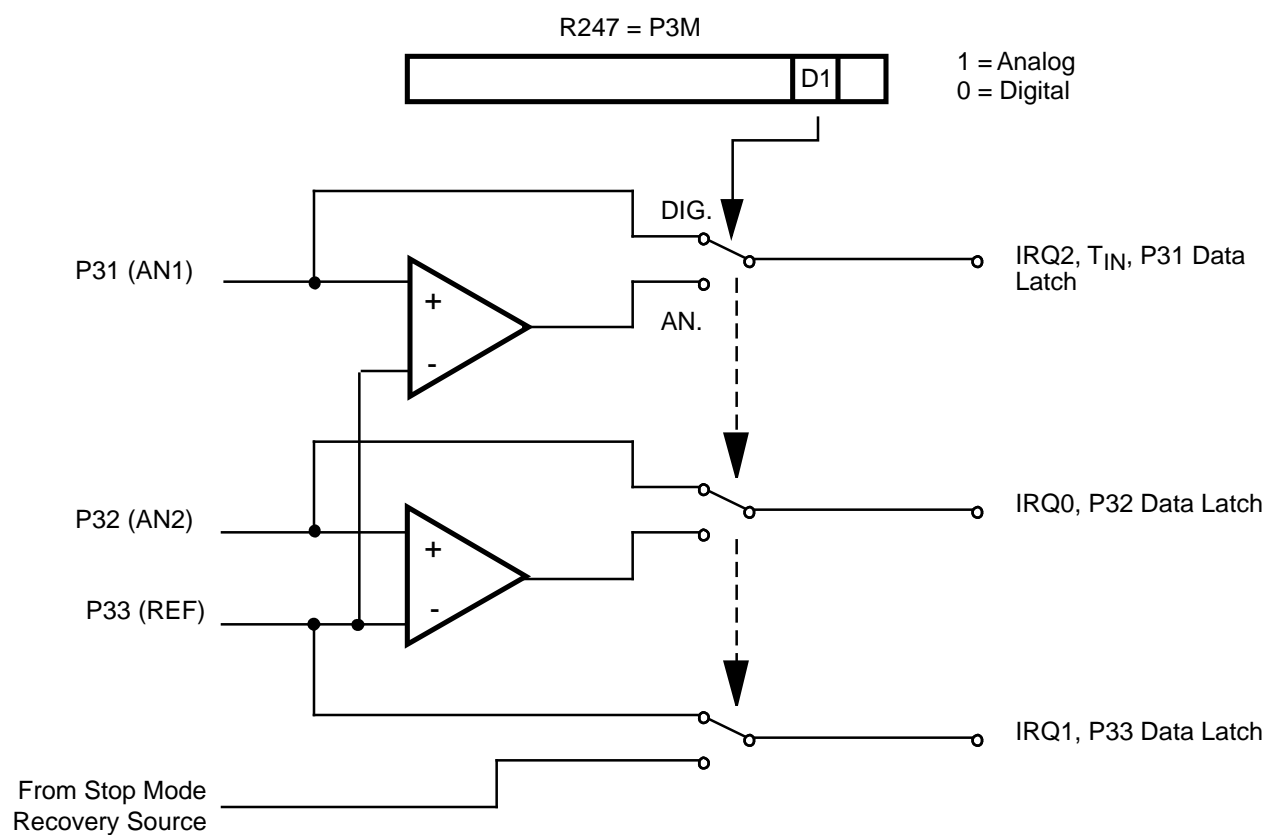 R247 = P3M
D1
1 = Analog
0 = Digital
DIG.
P31 (AN1)
IRQ2, T_IN, P31 Data
Latch
+
AN.
-
P32 (AN2)
IRQ0, P32 Data Latch
+
P33 (REF)
-
IRQ1, P33 Data Latch
From Stop Mode
Recovery Source